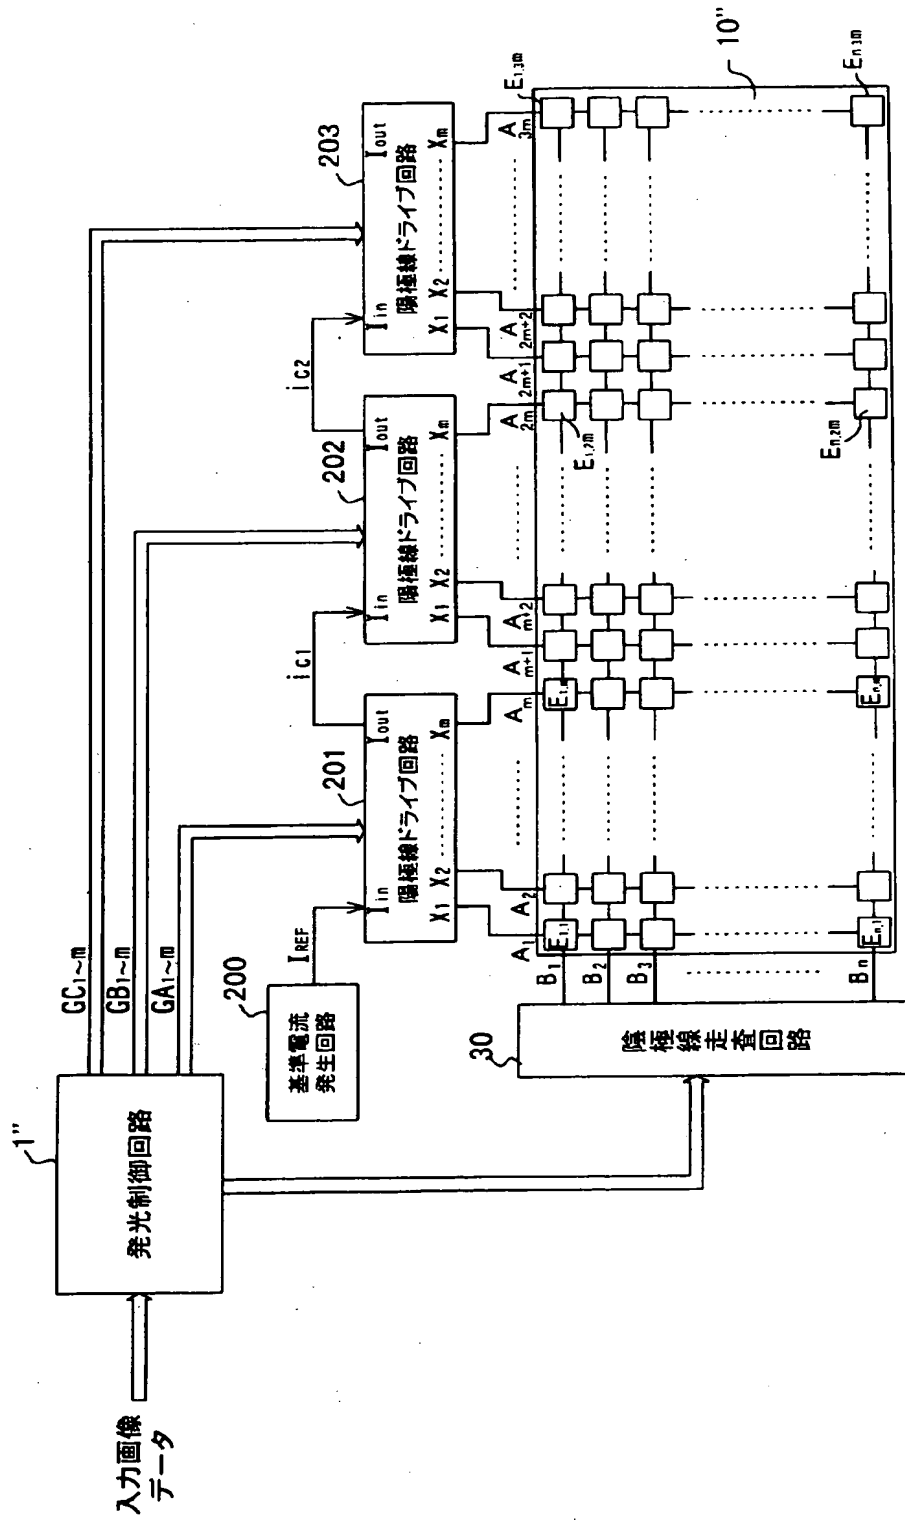 入力画像
データ
1"
発光制御回路
GC1~m
GB1~m
GA1~m
200
基準電流
発生回路
IREF
201
Iin
Iout
陽極線ドライブ回路
X1 X2 ........ Xm
ic1
202
Iin
Iout
陽極線ドライブ回路
X1 X2 ........ Xm
ic2
203
Iin
Iout
陽極線ドライブ回路
X1 X2 ........ Xm
A1
A2
Am
Am+1
Am+2
A2m
A2m+1
A2m+2
A3m
30
陰極線走査回路
B1
B2
B3
Bn
E1,1
E1,m
E1,2m
E1,3m
En,1
En,m
En,2m
En,3m
10"